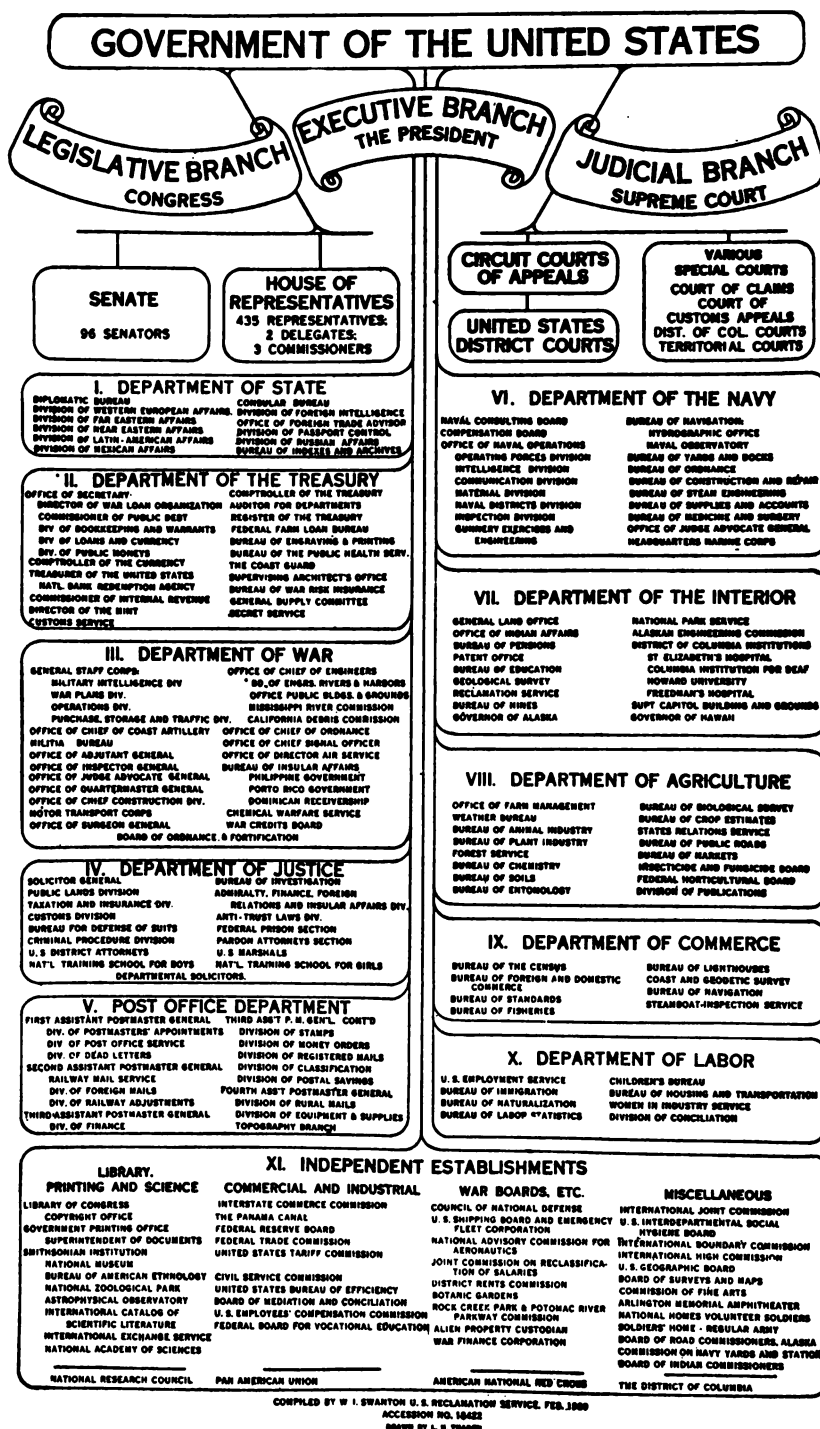 GOVERNMENT OF THE UNITED STATES
LEGISLATIVE BRANCH
CONGRESS
EXECUTIVE BRANCH
THE PRESIDENT
JUDICIAL BRANCH
SUPREME COURT
SENATE
96 SENATORS
HOUSE OF
REPRESENTATIVES
435 REPRESENTATIVES;
2 DELEGATES;
3 COMMISSIONERS
CIRCUIT COURTS
OF APPEALS
UNITED STATES
DISTRICT COURTS
VARIOUS
SPECIAL COURTS
COURT OF CLAIMS
COURT OF
CUSTOMS APPEALS
DIST. OF COL. COURTS
TERRITORIAL COURTS
I. DEPARTMENT OF STATE
DIPLOMATIC BUREAU
DIVISION OF WESTERN EUROPEAN AFFAIRS.
DIVISION OF FAR EASTERN AFFAIRS
DIVISION OF NEAR EASTERN AFFAIRS
DIVISION OF LATIN-AMERICAN AFFAIRS
DIVISION OF MEXICAN AFFAIRS
CONSULAR BUREAU
DIVISION OF FOREIGN INTELLIGENCE
OFFICE OF FOREIGN TRADE ADVISOR
DIVISION OF PASSPORT CONTROL
DIVISION OF RUSSIAN AFFAIRS
BUREAU OF INDEXES AND ARCHIVES
II. DEPARTMENT OF THE TREASURY
OFFICE OF SECRETARY:
DIRECTOR OF WAR LOAN ORGANIZATION
COMMISSIONER OF PUBLIC DEBT
DIV OF BOOKKEEPING AND WARRANTS
DIV OF LOANS AND CURRENCY
DIV. OF PUBLIC MONEYS
COMPTROLLER OF THE CURRENCY
TREASURER OF THE UNITED STATES
NATL. BANK REDEMPTION AGENCY
COMMISSIONER OF INTERNAL REVENUE
DIRECTOR OF THE MINT
CUSTOMS SERVICE
COMPTROLLER OF THE TREASURY
AUDITOR FOR DEPARTMENTS
REGISTER OF THE TREASURY
FEDERAL FARM LOAN BUREAU
BUREAU OF ENGRAVING & PRINTING
BUREAU OF THE PUBLIC HEALTH SERV.
THE COAST GUARD
SUPERVISING ARCHITECT'S OFFICE
BUREAU OF WAR RISK INSURANCE
GENERAL SUPPLY COMMITTEE
SECRET SERVICE
III. DEPARTMENT OF WAR
GENERAL STAFF CORPS:
MILITARY INTELLIGENCE DIV
WAR PLANS DIV.
OPERATIONS DIV.
PURCHASE, STORAGE AND TRAFFIC DIV.
OFFICE OF CHIEF OF COAST ARTILLERY
MILITIA BUREAU
OFFICE OF ADJUTANT GENERAL
OFFICE OF INSPECTOR GENERAL
OFFICE OF JUDGE ADVOCATE GENERAL
OFFICE OF QUARTERMASTER GENERAL
OFFICE OF CHIEF CONSTRUCTION DIV.
MOTOR TRANSPORT CORPS
OFFICE OF SURGEON GENERAL
OFFICE OF CHIEF OF ENGINEERS
BD. OF ENGRS. RIVERS & HARBORS
OFFICE PUBLIC BLDGS. & GROUNDS
MISSISSIPPI RIVER COMMISSION
CALIFORNIA DEBRIS COMMISSION
OFFICE OF CHIEF OF ORDNANCE
OFFICE OF CHIEF SIGNAL OFFICER
OFFICE OF DIRECTOR AIR SERVICE
BUREAU OF INSULAR AFFAIRS
PHILIPPINE GOVERNMENT
PORTO RICO GOVERNMENT
DOMINICAN RECEIVERSHIP
CHEMICAL WARFARE SERVICE
WAR CREDITS BOARD
BOARD OF ORDNANCE & FORTIFICATION
IV. DEPARTMENT OF JUSTICE
SOLICITOR GENERAL
PUBLIC LANDS DIVISION
TAXATION AND INSURANCE DIV.
CUSTOMS DIVISION
BUREAU FOR DEFENSE OF SUITS
CRIMINAL PROCEDURE DIVISION
U. S DISTRICT ATTORNEYS
NAT'L TRAINING SCHOOL FOR BOYS
BUREAU OF INVESTIGATION
ADMIRALTY, FINANCE, FOREIGN
RELATIONS AND INSULAR AFFAIRS DIV.
ANTI-TRUST LAWS DIV.
FEDERAL PRISON SECTION
PARDON ATTORNEYS SECTION
U. S MARSHALS
NAT'L. TRAINING SCHOOL FOR GIRLS
DEPARTMENTAL SOLICITORS.
V. POST OFFICE DEPARTMENT
FIRST ASSISTANT POSTMASTER GENERAL
DIV. OF POSTMASTERS' APPOINTMENTS
DIV OF POST OFFICE SERVICE
DIV. OF DEAD LETTERS
SECOND ASSISTANT POSTMASTER GENERAL
RAILWAY MAIL SERVICE
DIV. OF FOREIGN MAILS
DIV. OF RAILWAY ADJUSTMENTS
THIRD ASSISTANT POSTMASTER GENERAL
DIV. OF FINANCE
THIRD ASS'T P. M. GEN'L. CONT'D
DIVISION OF STAMPS
DIVISION OF MONEY ORDERS
DIVISION OF REGISTERED MAILS
DIVISION OF CLASSIFICATION
DIVISION OF POSTAL SAVINGS
FOURTH ASS'T POSTMASTER GENERAL
DIVISION OF RURAL MAILS
DIVISION OF EQUIPMENT & SUPPLIES
TOPOGRAPHY BRANCH
VI. DEPARTMENT OF THE NAVY
NAVAL CONSULTING BOARD
COMPENSATION BOARD
OFFICE OF NAVAL OPERATIONS
OPERATING FORCES DIVISION
INTELLIGENCE DIVISION
COMMUNICATION DIVISION
MATERIAL DIVISION
NAVAL DISTRICTS DIVISION
INSPECTION DIVISION
GUNNERY EXERCISES AND
ENGINEERING
BUREAU OF NAVIGATION:
HYDROGRAPHIC OFFICE
NAVAL OBSERVATORY
BUREAU OF YARDS AND DOCKS
BUREAU OF ORDNANCE
BUREAU OF CONSTRUCTION AND REPAIR
BUREAU OF STEAM ENGINEERING
BUREAU OF SUPPLIES AND ACCOUNTS
BUREAU OF MEDICINE AND SURGERY
OFFICE OF JUDGE ADVOCATE GENERAL
HEADQUARTERS MARINE CORPS
VII. DEPARTMENT OF THE INTERIOR
GENERAL LAND OFFICE
OFFICE OF INDIAN AFFAIRS
BUREAU OF PENSIONS
PATENT OFFICE
BUREAU OF EDUCATION
GEOLOGICAL SURVEY
RECLAMATION SERVICE
BUREAU OF MINES
GOVERNOR OF ALASKA
NATIONAL PARK SERVICE
ALASKAN ENGINEERING COMMISSION
DISTRICT OF COLUMBIA INSTITUTIONS
ST ELIZABETH'S HOSPITAL
COLUMBIA INSTITUTION FOR DEAF
HOWARD UNIVERSITY
FREEDMAN'S HOSPITAL
SUPT CAPITOL BUILDING AND GROUNDS
GOVERNOR OF HAWAII
VIII. DEPARTMENT OF AGRICULTURE
OFFICE OF FARM MANAGEMENT
WEATHER BUREAU
BUREAU OF ANIMAL INDUSTRY
BUREAU OF PLANT INDUSTRY
FOREST SERVICE
BUREAU OF CHEMISTRY
BUREAU OF SOILS
BUREAU OF ENTOMOLOGY
BUREAU OF BIOLOGICAL SURVEY
BUREAU OF CROP ESTIMATES
STATES RELATIONS SERVICE
BUREAU OF PUBLIC ROADS
BUREAU OF MARKETS
INSECTICIDE AND FUNGICIDE BOARD
FEDERAL HORTICULTURAL BOARD
DIVISION OF PUBLICATIONS
IX. DEPARTMENT OF COMMERCE
BUREAU OF THE CENSUS
BUREAU OF FOREIGN AND DOMESTIC
COMMERCE
BUREAU OF STANDARDS
BUREAU OF FISHERIES
BUREAU OF LIGHTHOUSES
COAST AND GEODETIC SURVEY
BUREAU OF NAVIGATION
STEAMBOAT-INSPECTION SERVICE
X. DEPARTMENT OF LABOR
U. S. EMPLOYMENT SERVICE
BUREAU OF IMMIGRATION
BUREAU OF NATURALIZATION
BUREAU OF LABOR STATISTICS
CHILDREN'S BUREAU
BUREAU OF HOUSING AND TRANSPORTATION
WOMEN IN INDUSTRY SERVICE
DIVISION OF CONCILIATION
XI. INDEPENDENT ESTABLISHMENTS
LIBRARY.
PRINTING AND SCIENCE
LIBRARY OF CONGRESS
COPYRIGHT OFFICE
GOVERNMENT PRINTING OFFICE
SUPERINTENDENT OF DOCUMENTS
SMITHSONIAN INSTITUTION
NATIONAL MUSEUM
BUREAU OF AMERICAN ETHNOLOGY
NATIONAL ZOOLOGICAL PARK
ASTROPHYSICAL OBSERVATORY
INTERNATIONAL CATALOG OF
SCIENTIFIC LITERATURE
INTERNATIONAL EXCHANGE SERVICE
NATIONAL ACADEMY OF SCIENCES
NATIONAL RESEARCH COUNCIL
COMMERCIAL AND INDUSTRIAL
INTERSTATE COMMERCE COMMISSION
THE PANAMA CANAL
FEDERAL RESERVE BOARD
FEDERAL TRADE COMMISSION
UNITED STATES TARIFF COMMISSION
CIVIL SERVICE COMMISSION
UNITED STATES BUREAU OF EFFICIENCY
BOARD OF MEDIATION AND CONCILIATION
U. S. EMPLOYEES' COMPENSATION COMMISSION
FEDERAL BOARD FOR VOCATIONAL EDUCATION
PAN AMERICAN UNION
WAR BOARDS, ETC.
COUNCIL OF NATIONAL DEFENSE
U. S. SHIPPING BOARD AND EMERGENCY
FLEET CORPORATION
NATIONAL ADVISORY COMMISSION FOR
AERONAUTICS
JOINT COMMISSION ON RECLASSIFICA-
TION OF SALARIES
DISTRICT RENTS COMMISSION
BOTANIC GARDENS
ROCK CREEK PARK & POTOMAC RIVER
PARKWAY COMMISSION
ALIEN PROPERTY CUSTODIAN
WAR FINANCE CORPORATION
AMERICAN NATIONAL RED CROSS
MISCELLANEOUS
INTERNATIONAL JOINT COMMISSION
U. S. INTERDEPARTMENTAL SOCIAL
HYGIENE BOARD
INTERNATIONAL BOUNDARY COMMISSION
INTERNATIONAL HIGH COMMISSION
U. S. GEOGRAPHIC BOARD
BOARD OF SURVEYS AND MAPS
COMMISSION OF FINE ARTS
ARLINGTON MEMORIAL AMPHITHEATER
NATIONAL HOMES VOLUNTEER SOLDIERS
SOLDIERS' HOME - REGULAR ARMY
BOARD OF ROAD COMMISSIONERS, ALASKA
COMMISSION ON NAVY YARDS AND STATION
BOARD OF INDIAN COMMISSIONERS
THE DISTRICT OF COLUMBIA
COMPILED BY W I. SWANTON U. S. RECLAMATION SERVICE, FEB.
ACCESSION NO. 18422
DRAWN BY